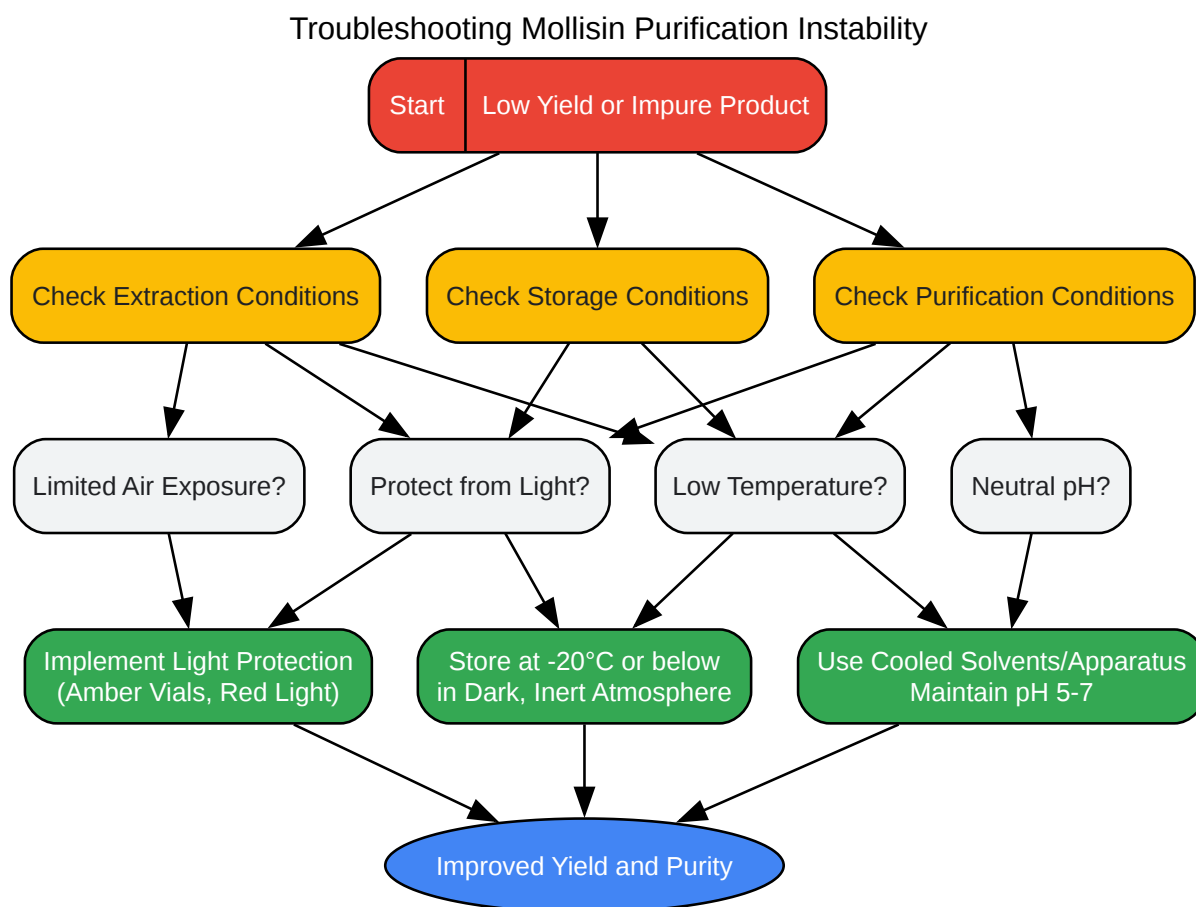 Troubleshooting Mollisin Purification Instability
Start
Low Yield or Impure Product
Check Extraction Conditions
Check Storage Conditions
Check Purification Conditions
Limited Air Exposure?
Protect from Light?
Low Temperature?
Neutral pH?
Implement Light Protection
(Amber Vials, Red Light)
Store at -20°C or below
in Dark, Inert Atmosphere
Use Cooled Solvents/Apparatus
Maintain pH 5-7
Improved Yield and Purity